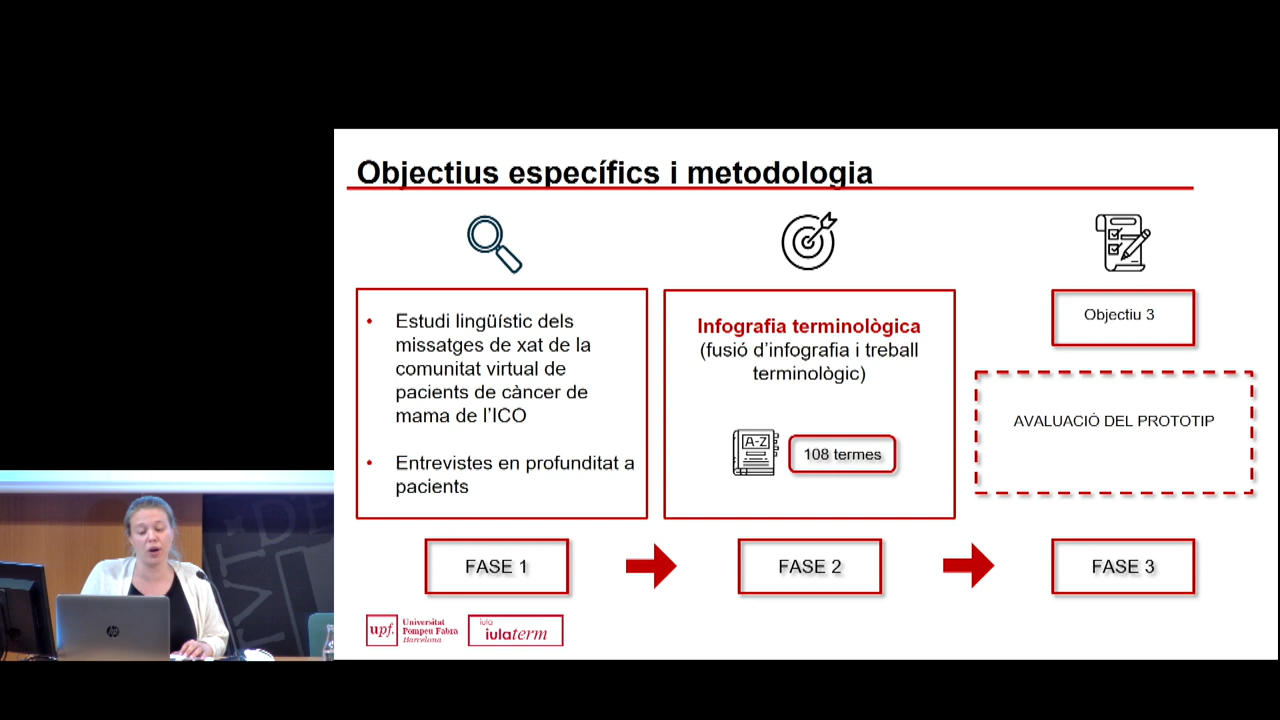 Objectius específics i metodologia
• Estudi lingüístic dels
missatges de xat de la
comunitat virtual de
pacients de càncer de
mama de l'ICO
• Entrevistes en profunditat a
pacients
FASE 1
Infografia terminològica
(fusió d'infografia i treball
terminològic)
A-Z
108 termes
FASE 2
Objectiu 3
AVALUACIÓ DEL PROTOTIP
FASE 3
upf.
Universitat
Pompeu Fabra
Barcelona
iula
iulaterm
hp